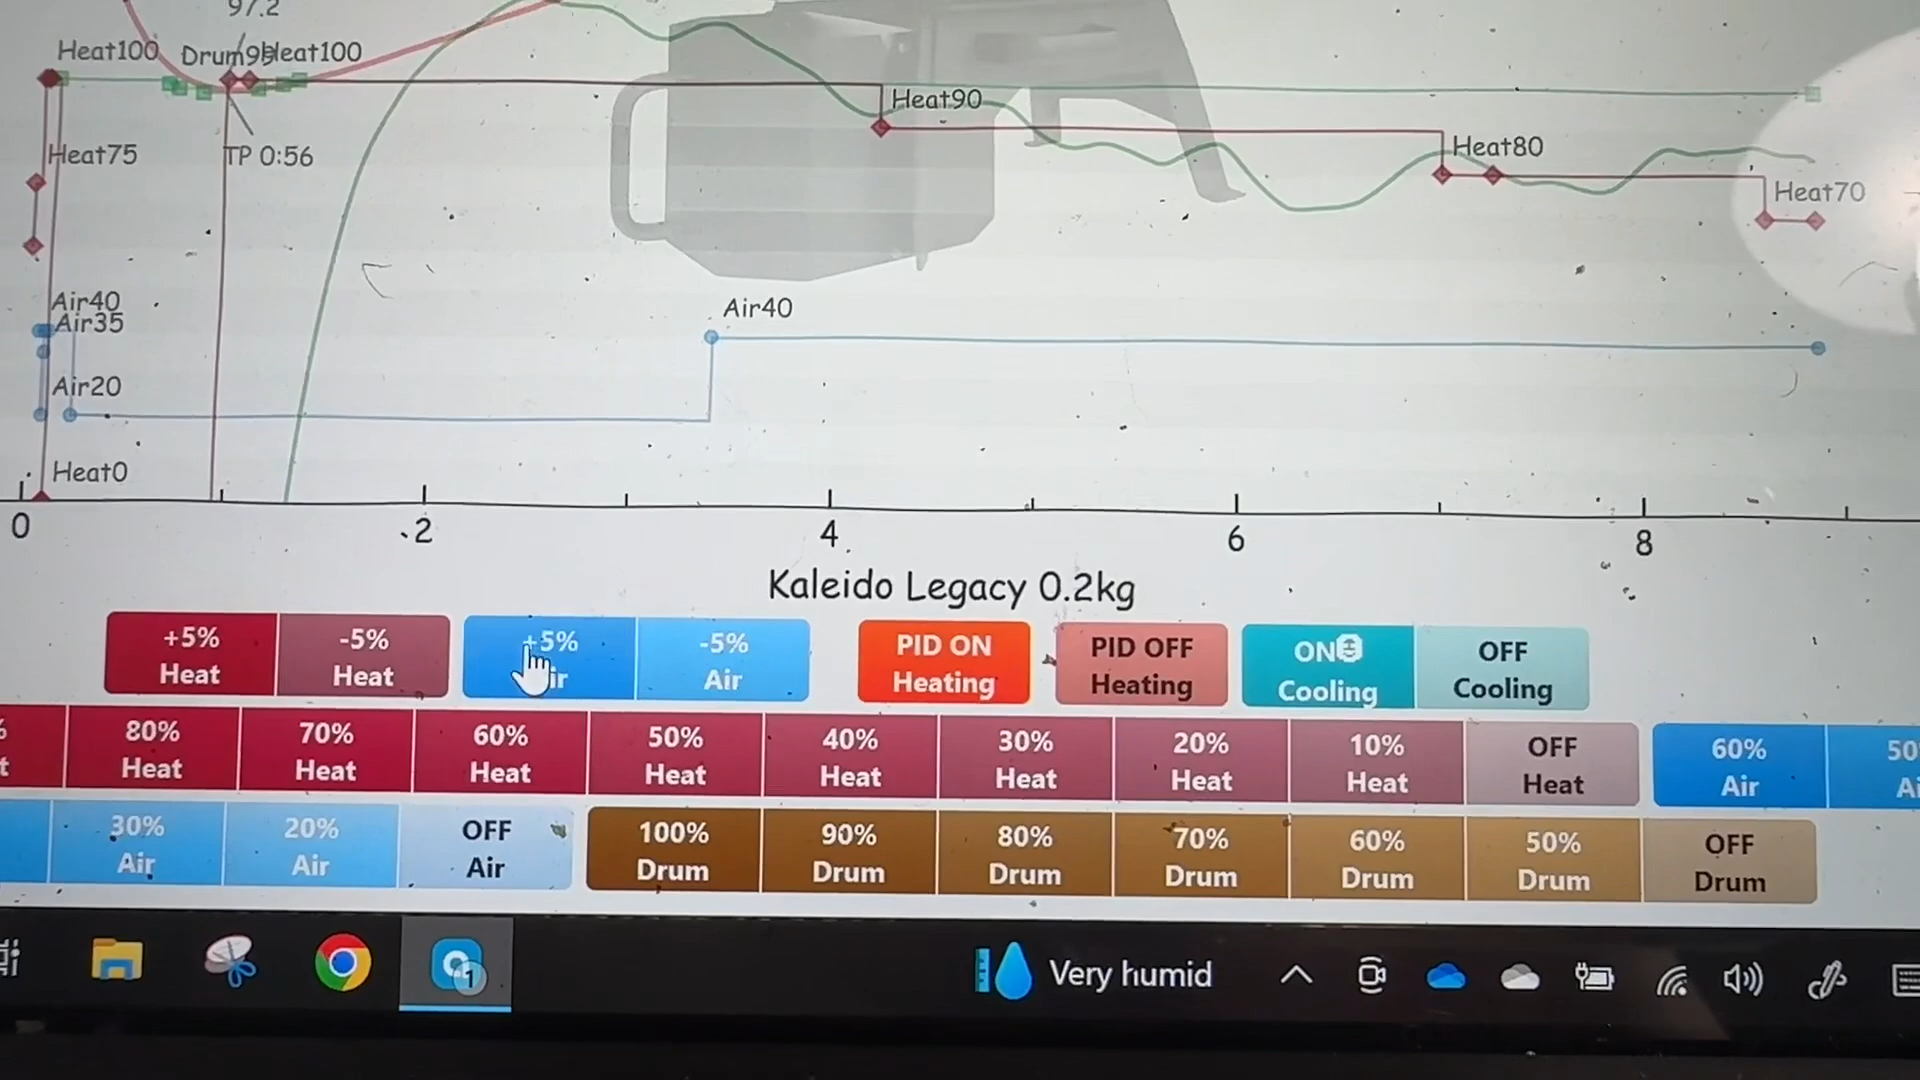 97.2
Heat100
Drum95
Heat100
Heat75
TP 0:56
Heat90
Heat80
Heat70
Air40
Air35
Air40
Air20
Heat0
0 2 4 6 8
Kaleido Legacy 0.2kg
+5% Heat
-5% Heat
+5%
-5% Air
PID ON Heating
PID OFF Heating
ON Cooling
OFF Cooling
80% Heat
70% Heat
60% Heat
50% Heat
40% Heat
30% Heat
20% Heat
10% Heat
OFF Heat
60% Air
30% Air
20% Air
OFF Air
100% Drum
90% Drum
80% Drum
70% Drum
60% Drum
50% Drum
OFF Drum
1
Very humid